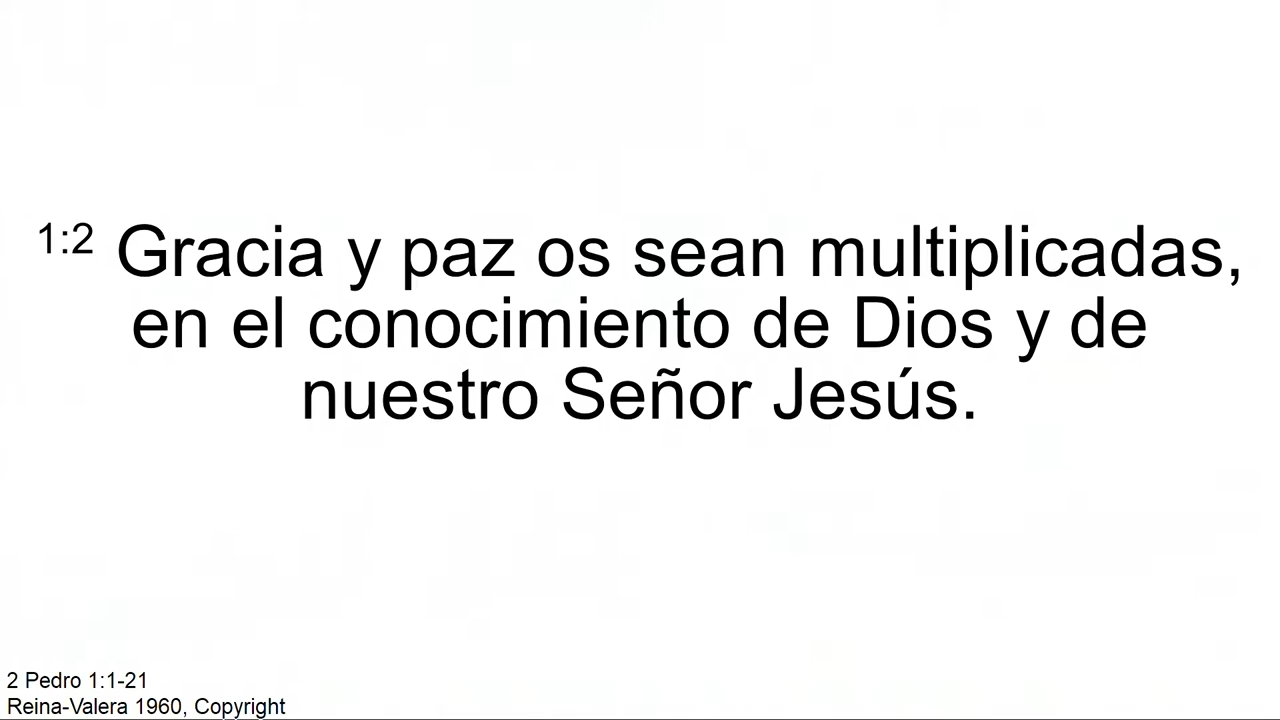 1:2 Gracia y paz os sean multiplicadas,
en el conocimiento de Dios y de
nuestro Señor Jesús.
2 Pedro 1:1-21
Reina-Valera 1960, Copyright